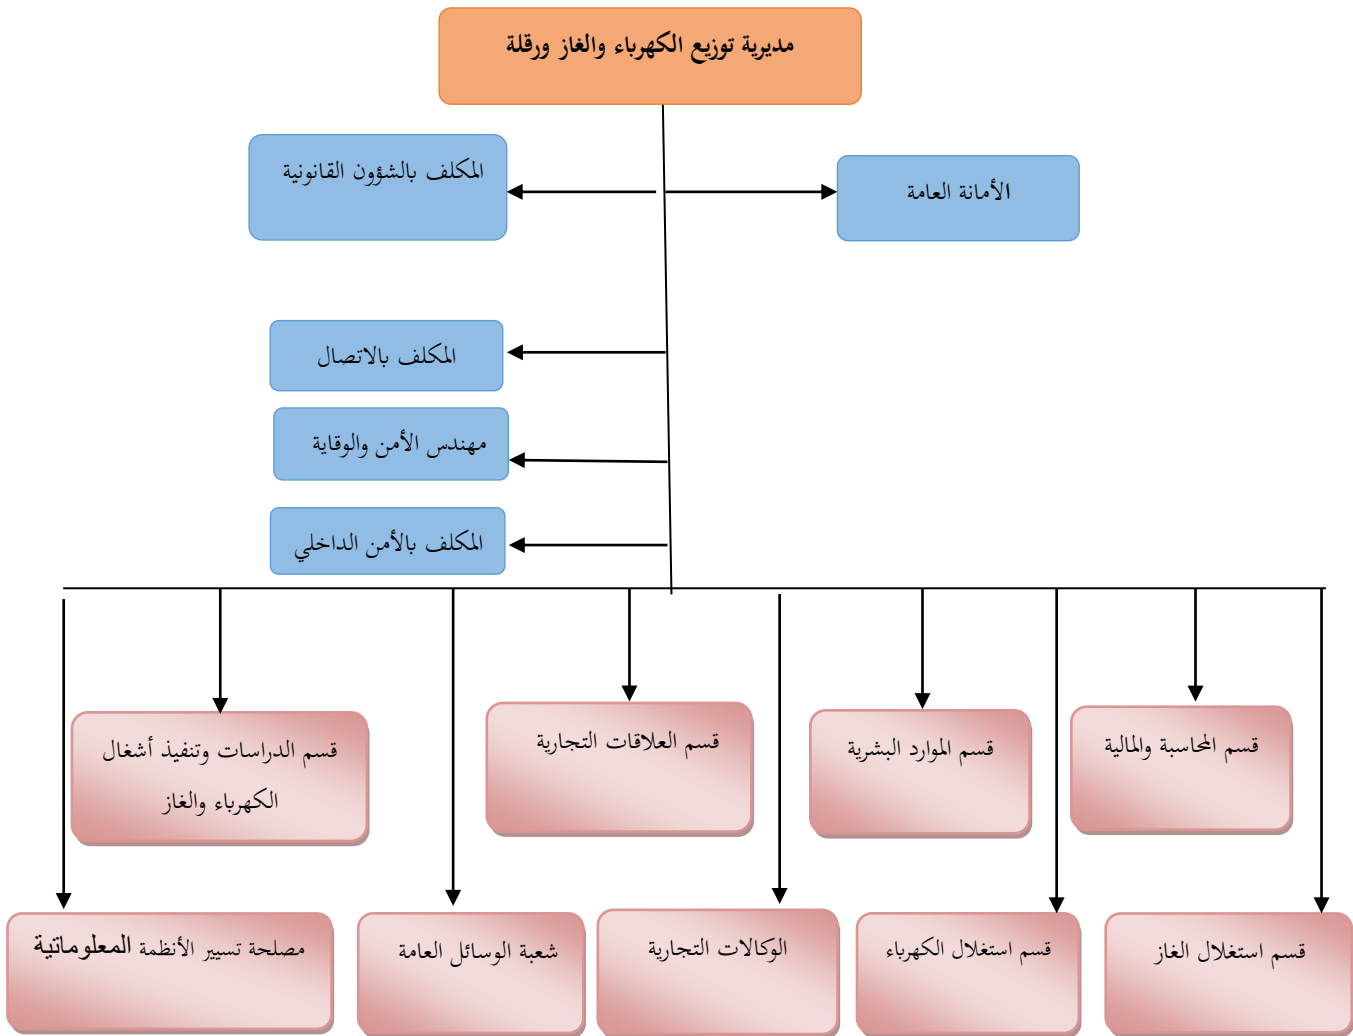 مديرية توزيع الكهرباء والغاز ورقلة
الأمانة العامة
المكلف بالشؤون القانونية
المكلف بالاتصال
مهندس الأمن والوقاية
المكلف بالأمن الداخلي
قسم المحاسبة والمالية
قسم الموارد البشرية
قسم العلاقات التجارية
قسم الدراسات وتنفيذ أشغال
الكهرباء والغاز
قسم استغلال الغاز
قسم استغلال الكهرباء
الوكالات التجارية
شعبة الوسائل العامة
مصلحة تسيير الأنظمة المعلوماتية